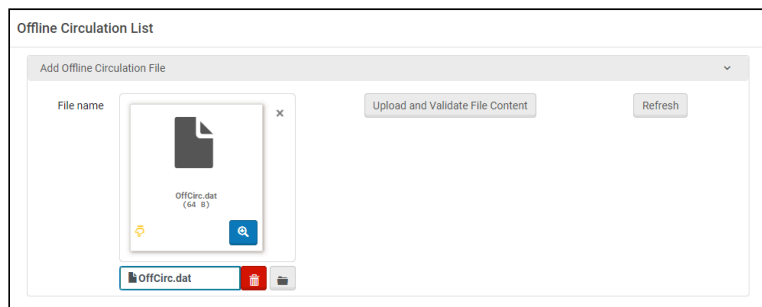 Offline Circulation List
Add Offline Circulation File
File name
Upload and Validate File Content
Refresh
OffCirc.dat
(64 B)
OffCirc.dat